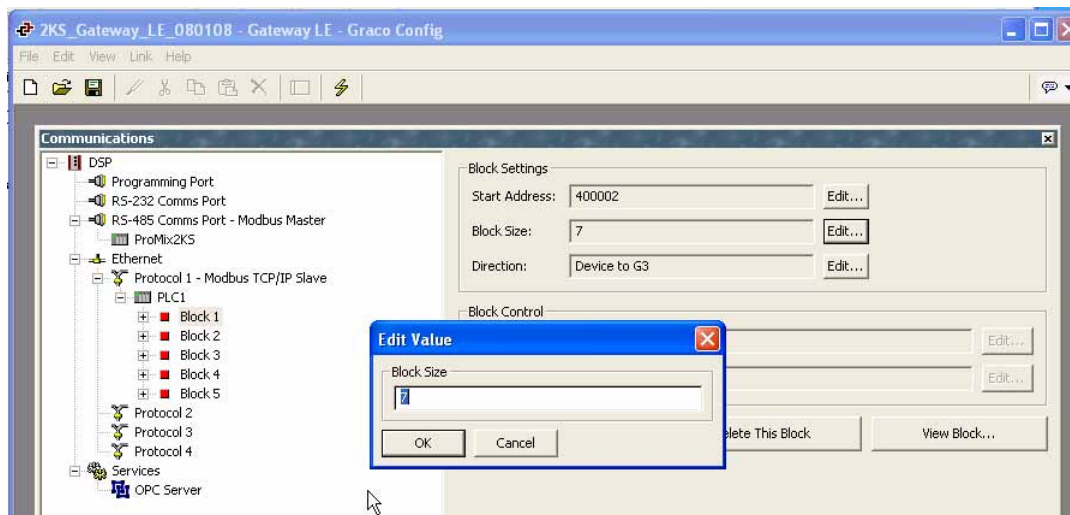 2KS_Gateway_LE_080108 - Gateway LE - Graco Config
File Edit View Link Help
Communications
DSP
Programming Port
RS-232 Comms Port
RS-485 Comms Port - Modbus Master
ProMix2KS
Ethernet
Protocol 1 - Modbus TCP/IP Slave
PLC1
Block 1
Block 2
Block 3
Block 4
Block 5
Protocol 2
Protocol 3
Protocol 4
Services
OPC Server
Block Settings
Start Address: 400002 Edit...
Block Size: 7 Edit...
Direction: Device to G3 Edit...
Block Control
Edit...
Edit...
This Block View Block...
Edit Value
Block Size
7
OK Cancel